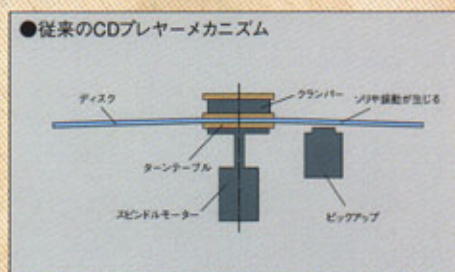 ●従来のCDプレヤーメカニズム
ディスク
クランパー
ソリや振動が生じる
ターンテーブル
スピンドルモーター
ピックアップ